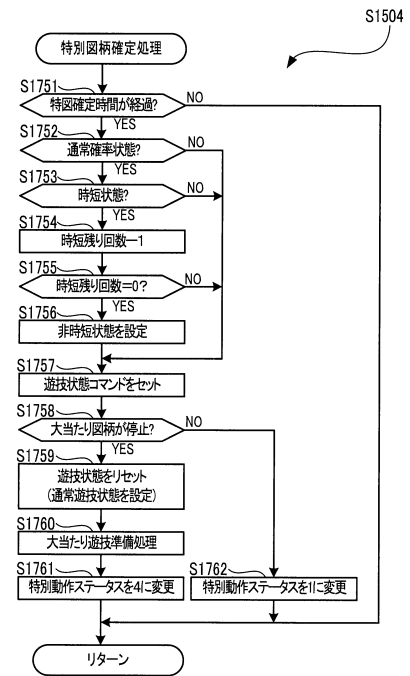 S1504
特別図柄確定処理
S1751
特図確定時間が経過?
NO
YES
S1752
通常確率状態?
NO
YES
S1753
時短状態?
NO
YES
S1754
時短残り回数ー1
S1755
時短残り回数=0?
NO
YES
S1756
非時短状態を設定
S1757
遊技状態コマンドをセット
S1758
大当たり図柄が停止?
NO
YES
S1759
遊技状態をリセット
(通常遊技状態を設定)
S1760
大当たり遊技準備処理
S1761
特別動作ステータスを4に変更
S1762
特別動作ステータスを1に変更
リターン